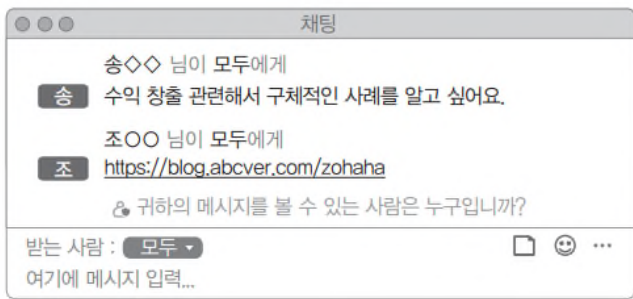 채팅
송◇◇ 님이 모두에게
송 수익 창출 관련해서 구체적인 사례를 알고 싶어요.
조○○ 님이 모두에게
조 https://blog.abcver.com/zohaha
귀하의 메시지를 볼 수 있는 사람은 누구입니까?
받는 사람 : 모두
여기에 메시지 입력...